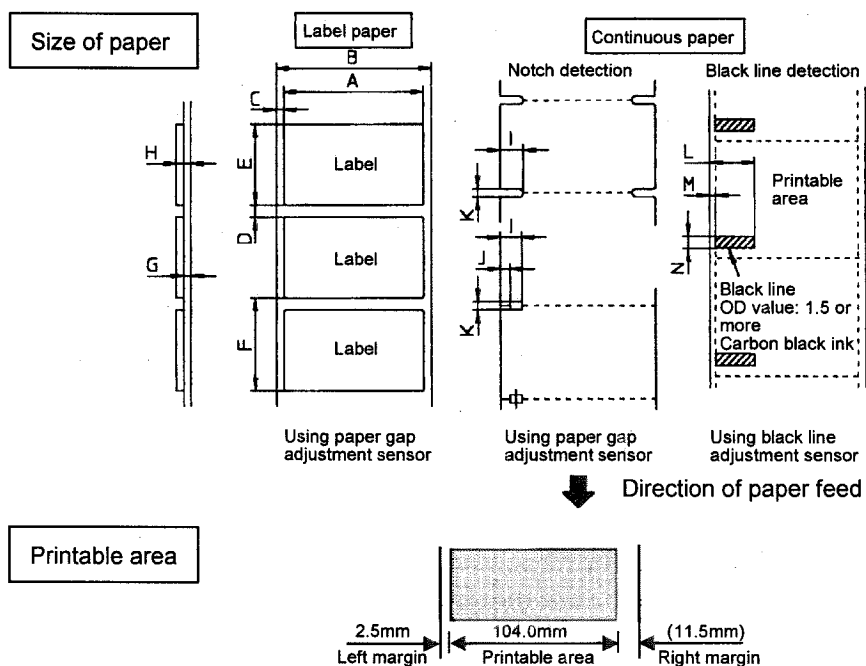 Size of paper
Label paper
Continuous paper
B
A
C
Notch detection
Black line detection
H
E
Label
I
K
L
M
Printable
area
D
G
Label
I
J
K
N
Black line
OD value: 1.5 or
more
Carbon black ink
F
Label
Using paper gap
adjustment sensor
Using paper gap
adjustment sensor
Using black line
adjustment sensor
Direction of paper feed
Printable area
2.5mm
104.0mm
(11.5mm)
Left margin
Printable area
Right margin